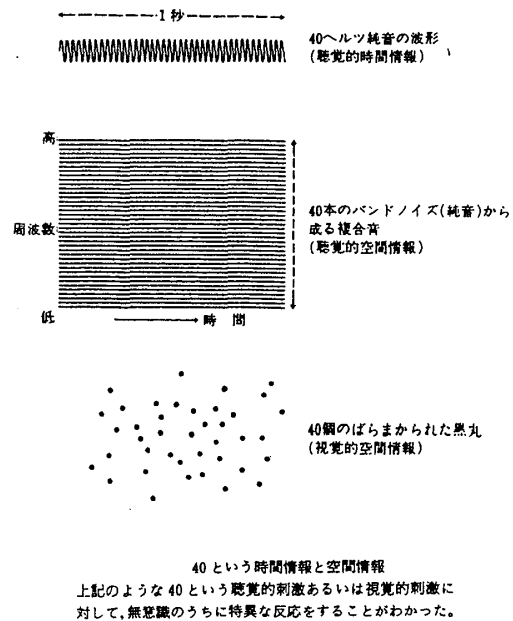 1秒
40ヘルツ純音の波形
(聴覚的時間情報)
高
周波数
低
時 間
40本のバンドノイズ(純音)から
成る複合音
(聴覚的空間情報)
40個のばらまかられた黒丸
(視覚的空間情報)
40という時間情報と空間情報
上記のような40という聴覚的刺激あるいは視覚的刺激に
対して,無意識のうちに特異な反応をすることがわかった。